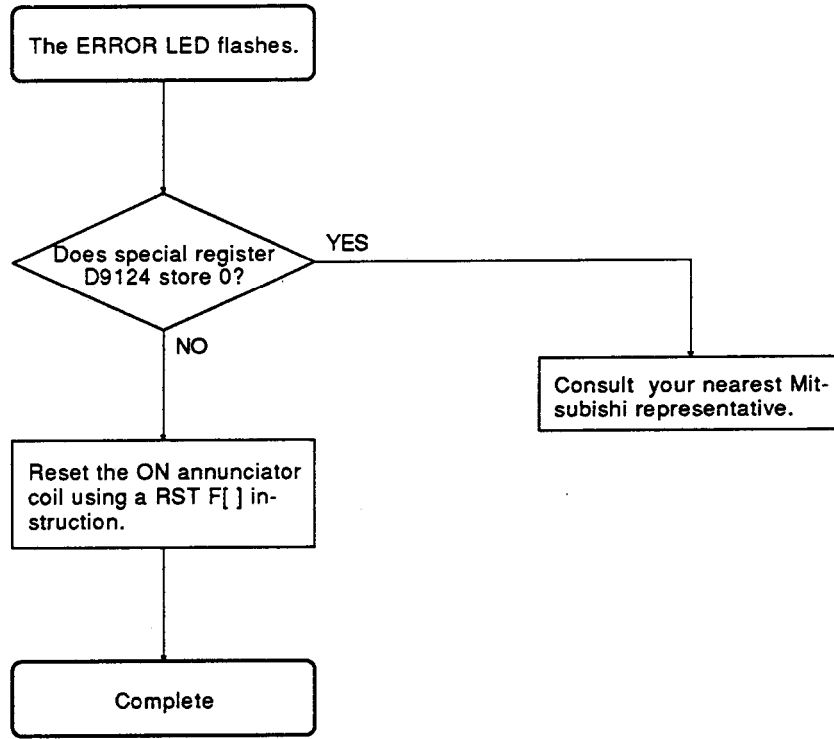 The ERROR LED flashes.
Does special register
D9124 store 0?
YES
NO
Consult your nearest Mit-
subishi representative.
Reset the ON annunciator
coil using a RST F[ ] in-
struction.
Complete